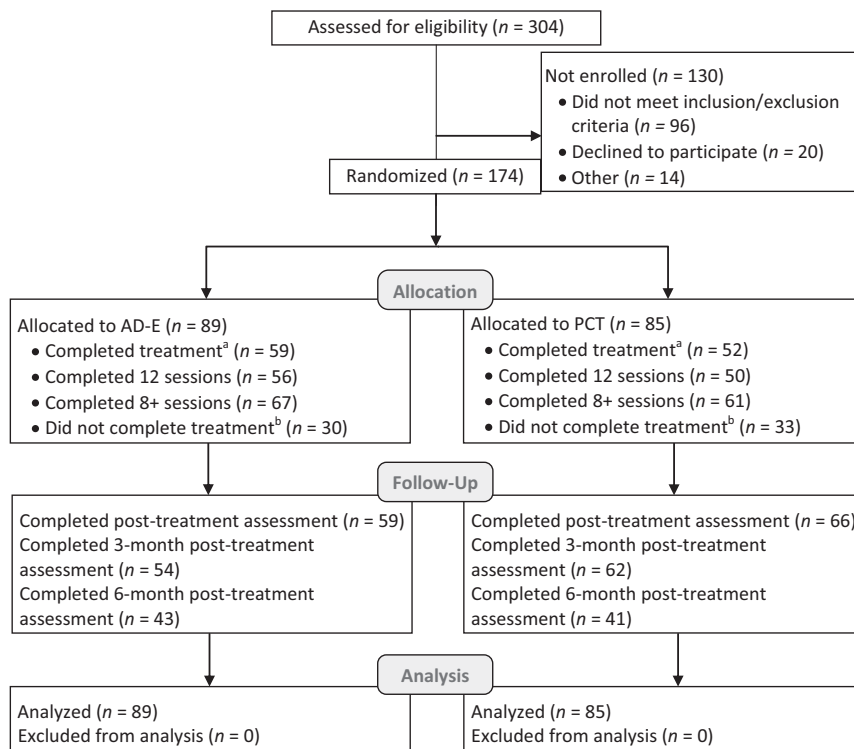 Assessed for eligibility (n = 304)
Not enrolled (n = 130)
• Did not meet inclusion/exclusion
criteria (n = 96)
• Declined to participate (n = 20)
• Other (n = 14)
Randomized (n = 174)
Allocation
Allocated to AD-E (n = 89)
• Completed treatmentᵃ (n = 59)
• Completed 12 sessions (n = 56)
• Completed 8+ sessions (n = 67)
• Did not complete treatmentᵇ (n = 30)
Allocated to PCT (n = 85)
• Completed treatmentᵃ (n = 52)
• Completed 12 sessions (n = 50)
• Completed 8+ sessions (n = 61)
• Did not complete treatmentᵇ (n = 33)
Follow-Up
Completed post-treatment assessment (n = 59)
Completed 3-month post-treatment
assessment (n = 54)
Completed 6-month post-treatment
assessment (n = 43)
Completed post-treatment assessment (n = 66)
Completed 3-month post-treatment
assessment (n = 62)
Completed 6-month post-treatment
assessment (n = 41)
Analysis
Analyzed (n = 89)
Excluded from analysis (n = 0)
Analyzed (n = 85)
Excluded from analysis (n = 0)